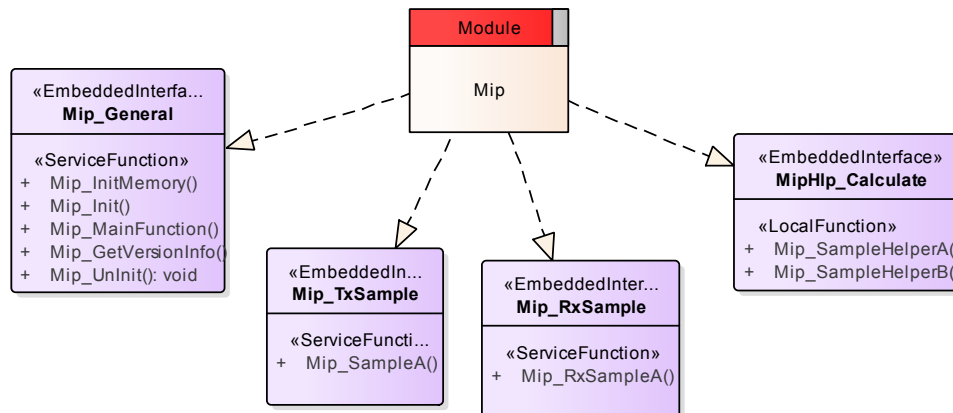 Module
Mip
«EmbeddedInterfa...
Mip_General
«ServiceFunction»
+ Mip_InitMemory()
+ Mip_Init()
+ Mip_MainFunction()
+ Mip_GetVersionInfo()
+ Mip_UnInit(): void
«EmbeddedIn...
Mip_TxSample
«ServiceFuncti...
+ Mip_SampleA()
«EmbeddedInter...
Mip_RxSample
«ServiceFunction»
+ Mip_RxSampleA()
«EmbeddedInterface»
MipHlp_Calculate
«LocalFunction»
+ Mip_SampleHelperA(
+ Mip_SampleHelperB(